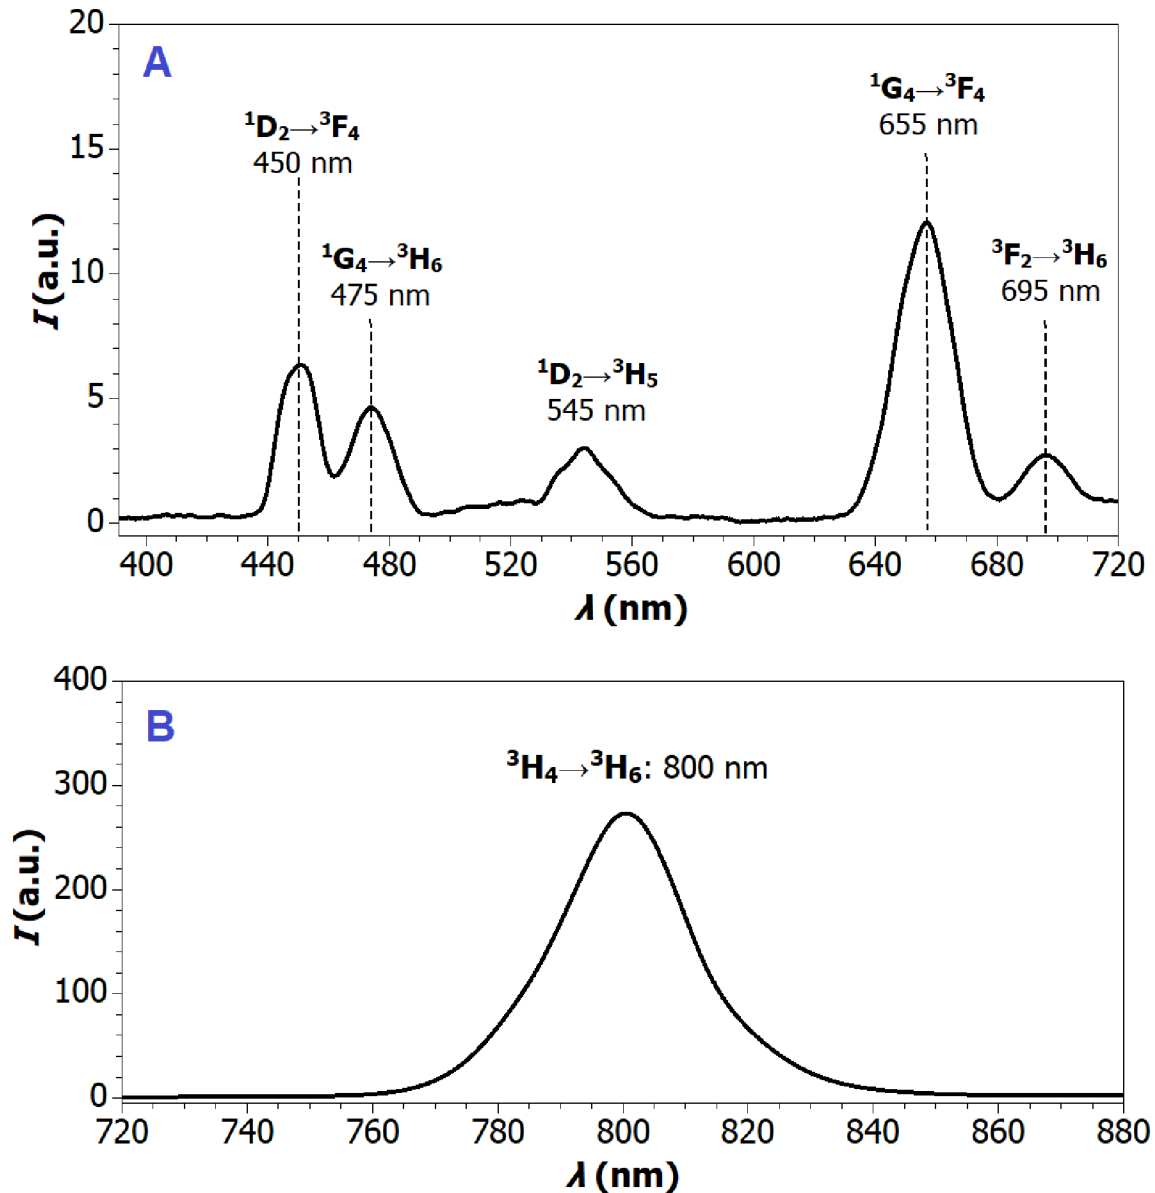 A
20
15
10
5
0
I (a.u.)
¹D₂→³F₄
450 nm
¹G₄→³H₆
475 nm
¹D₂→³H₅
545 nm
¹G₄→³F₄
655 nm
³F₂→³H₆
695 nm
400 440 480 520 560 600 640 680 720
λ (nm)
B
400
300
200
100
0
I (a.u.)
³H₄→³H₆: 800 nm
720 740 760 780 800 820 840 860 880
λ (nm)